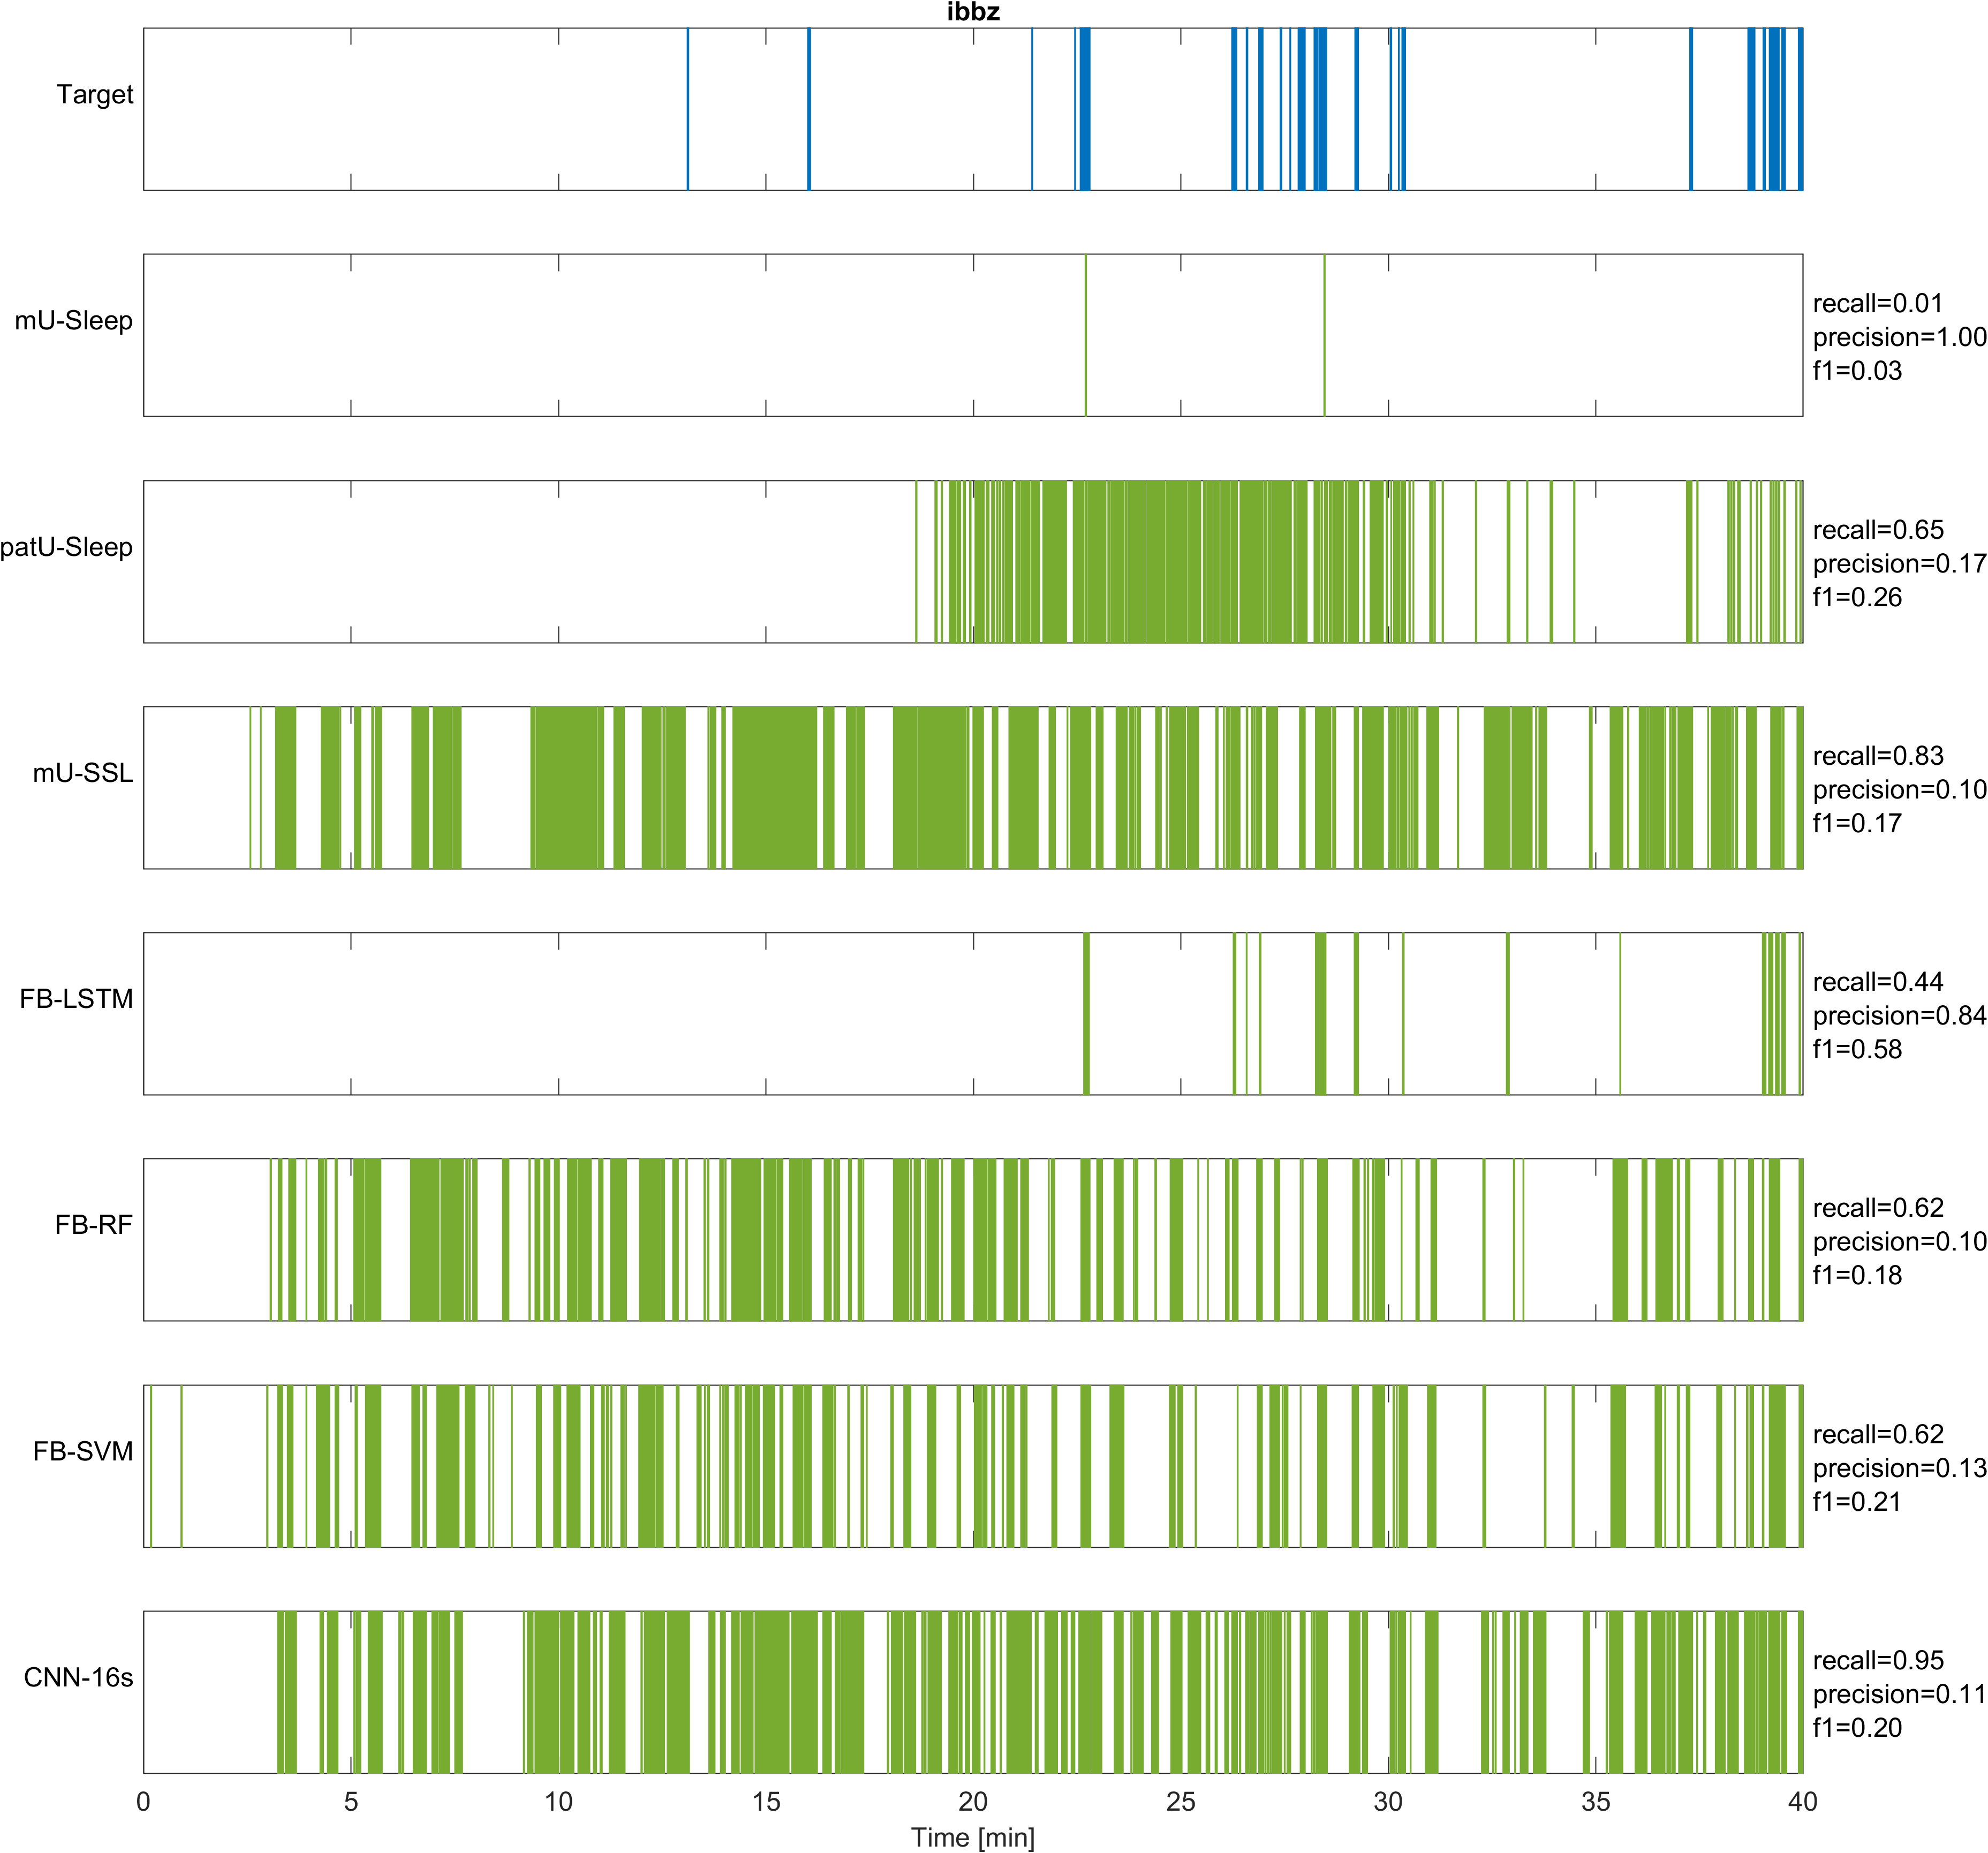 ibbz
Target
mU-Sleep
recall=0.01
precision=1.00
f1=0.03
patU-Sleep
recall=0.65
precision=0.17
f1=0.26
mU-SSL
recall=0.83
precision=0.10
f1=0.17
FB-LSTM
recall=0.44
precision=0.84
f1=0.58
FB-RF
recall=0.62
precision=0.10
f1=0.18
FB-SVM
recall=0.62
precision=0.13
f1=0.21
CNN-16s
recall=0.95
precision=0.11
f1=0.20
0 5 10 15 20 25 30 35 40
Time [min]